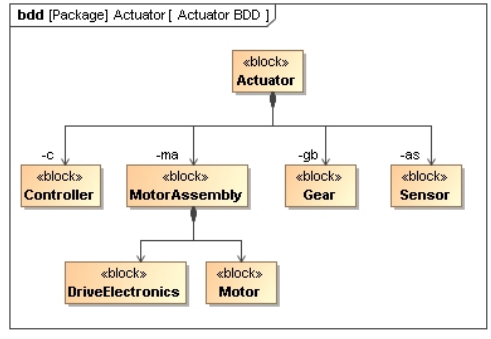 bdd [Package] Actuator [ Actuator BDD ]
«block»
Actuator
-c
-ma
-gb
-as
«block»
Controller
«block»
MotorAssembly
«block»
Gear
«block»
Sensor
«block»
DriveElectronics
«block»
Motor